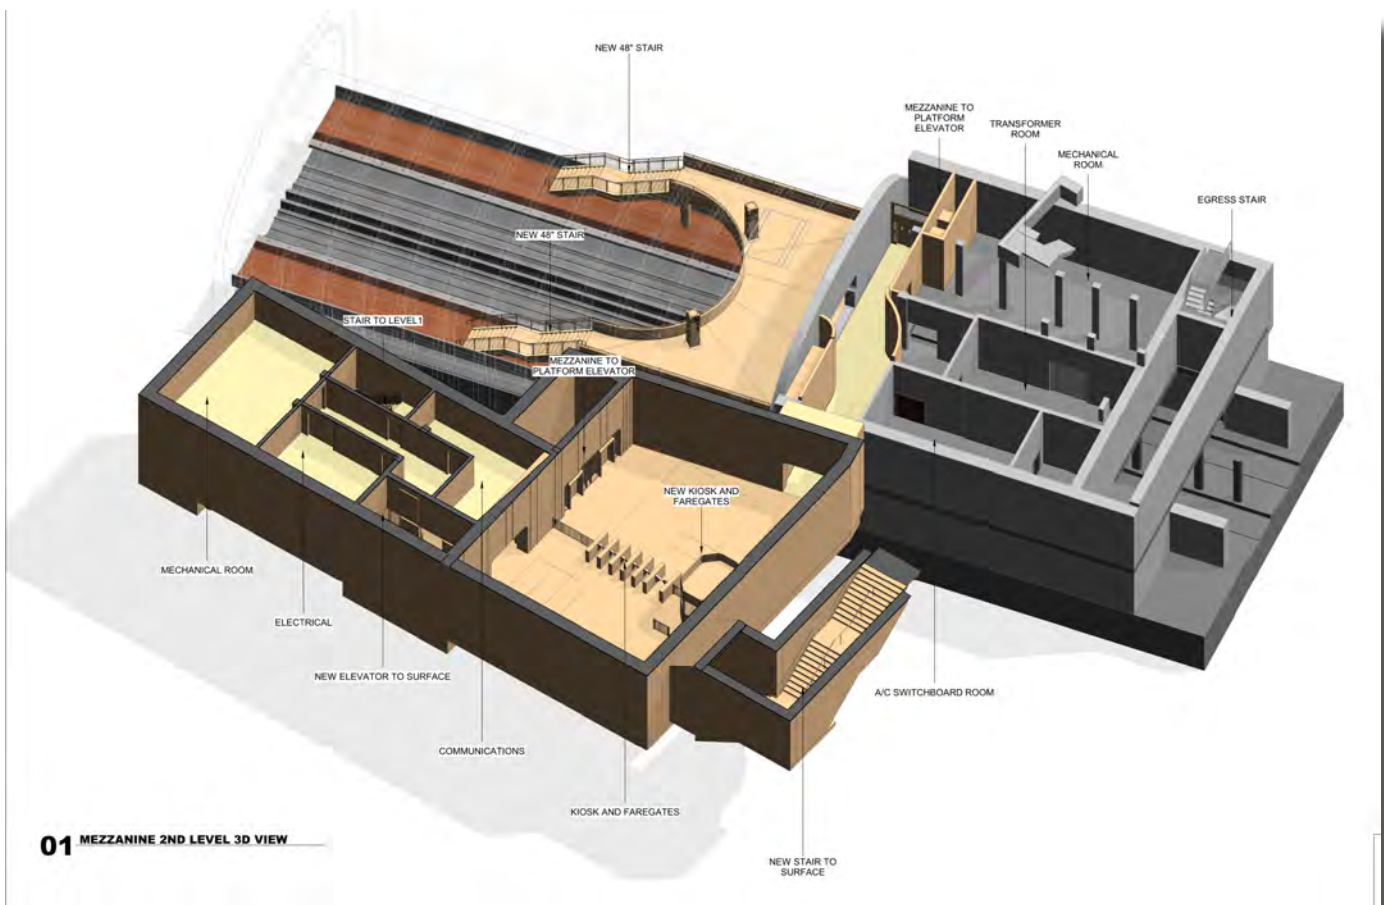 NEW 48" STAIR
MEZZANINE TO
PLATFORM
ELEVATOR
TRANSFORMER
ROOM
MECHANICAL
ROOM
EGRESS STAIR
NEW 48" STAIR
STAIR TO LEVEL1
MEZZANINE TO
PLATFORM ELEVATOR
NEW KIOSK AND
FAREGATES
MECHANICAL ROOM
ELECTRICAL
NEW ELEVATOR TO SURFACE
A/C SWITCHBOARD ROOM
COMMUNICATIONS
KIOSK AND FAREGATES
01 MEZZANINE 2ND LEVEL 3D VIEW
NEW STAIR TO
SURFACE